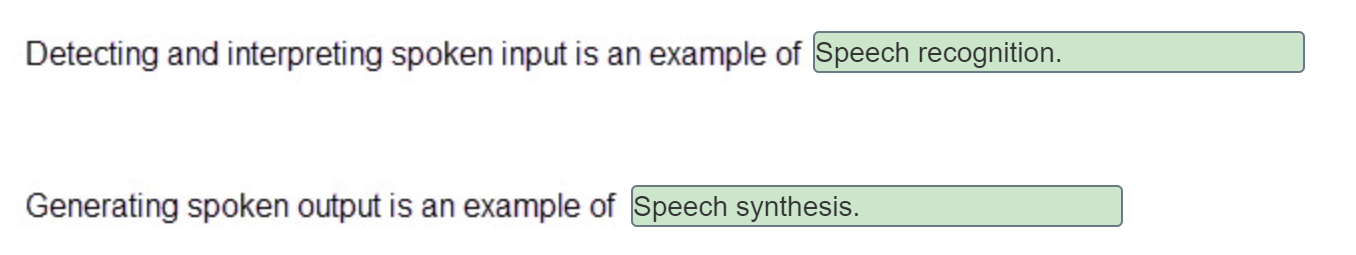 Detecting and interpreting spoken input is an example of Speech recognition.
Generating spoken output is an example of Speech synthesis.